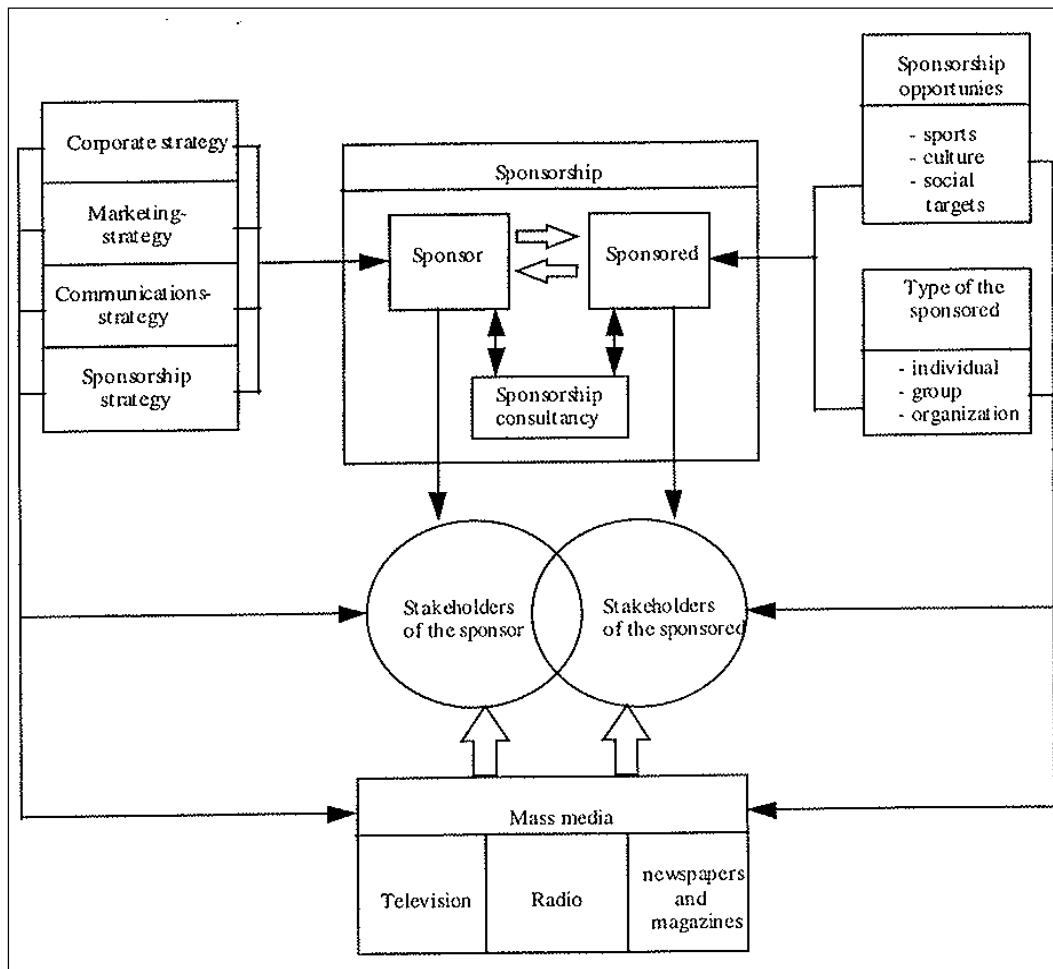 Corporate strategy
Marketing-
strategy
Communications-
strategy
Sponsorship
strategy
Sponsorship
Sponsor
Sponsored
Sponsorship
consultancy
Sponsorship
opportunies
- sports
- culture
- social
targets
Type of the
sponsored
- individual
- group
- organization
Stakeholders
of the sponsor
Stakeholders
of the sponsored
Mass media
Television
Radio
newspapers
and
magazines